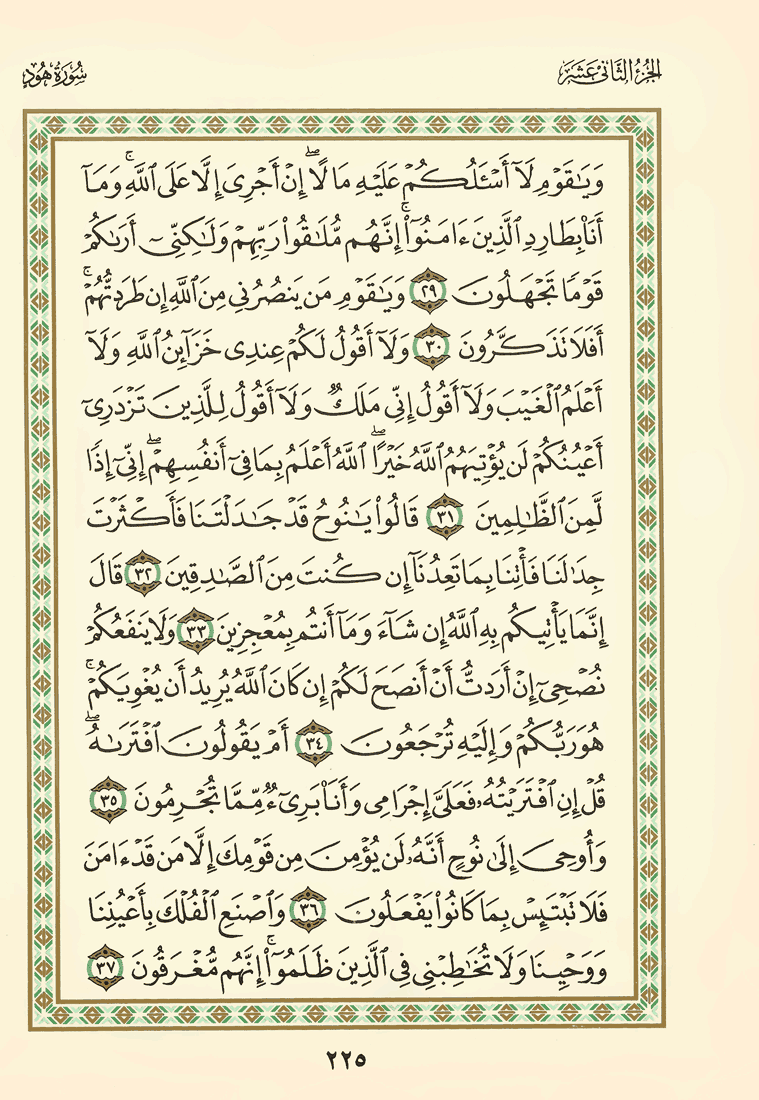 الجزء الثاني عشر
سورة هود
وَيَٰقَوْمِ لَآ أَسْـَٔلُكُمْ عَلَيْهِ مَالًا ۖ إِنْ أَجْرِىَ إِلَّا عَلَى ٱللَّهِ ۚ وَمَآ
أَنَا۠ بِطَارِدِ ٱلَّذِينَ ءَامَنُوٓا۟ ۚ إِنَّهُم مُّلَٰقُوا۟ رَبِّهِمْ وَلَٰكِنِّىٓ أَرَىٰكُمْ
قَوْمًا تَجْهَلُونَ ٢٩ وَيَٰقَوْمِ مَن يَنصُرُنِى مِنَ ٱللَّهِ إِن طَرَدتُّهُمْ ۚ
أَفَلَا تَذَكَّرُونَ ٣٠ وَلَآ أَقُولُ لَكُمْ عِندِى خَزَآئِنُ ٱللَّهِ وَلَآ
أَعْلَمُ ٱلْغَيْبَ وَلَآ أَقُولُ إِنِّى مَلَكٌ وَلَآ أَقُولُ لِلَّذِينَ تَزْدَرِىٓ
أَعْيُنُكُمْ لَن يُؤْتِيَهُمُ ٱللَّهُ خَيْرًا ۖ ٱللَّهُ أَعْلَمُ بِمَا فِىٓ أَنفُسِهِمْ ۖ إِنِّىٓ إِذًا
لَّمِنَ ٱلظَّٰلِمِينَ ٣١ قَالُوا۟ يَٰنُوحُ قَدْ جَٰدَلْتَنَا فَأَكْثَرْتَ
جِدَٰلَنَا فَأْتِنَا بِمَا تَعِدُنَآ إِن كُنتَ مِنَ ٱلصَّٰدِقِينَ ٣٢ قَالَ
إِنَّمَا يَأْتِيكُم بِهِ ٱللَّهُ إِن شَآءَ وَمَآ أَنتُم بِمُعْجِزِينَ ٣٣ وَلَا يَنفَعُكُمْ
نُصْحِىٓ إِنْ أَرَدتُّ أَنْ أَنصَحَ لَكُمْ إِن كَانَ ٱللَّهُ يُرِيدُ أَن يُغْوِيَكُمْ ۚ
هُوَ رَبُّكُمْ وَإِلَيْهِ تُرْجَعُونَ ٣٤ أَمْ يَقُولُونَ ٱفْتَرَىٰهُ ۖ
قُلْ إِنِ ٱفْتَرَيْتُهُۥ فَعَلَىَّ إِجْرَامِى وَأَنَا۠ بَرِىٓءٌ مِّمَّا تُجْرِمُونَ ٣٥
وَأُوحِىَ إِلَىٰ نُوحٍ أَنَّهُۥ لَن يُؤْمِنَ مِن قَوْمِكَ إِلَّا مَن قَدْ ءَامَنَ
فَلَا تَبْتَئِسْ بِمَا كَانُوا۟ يَفْعَلُونَ ٣٦ وَٱصْنَعِ ٱلْفُلْكَ بِأَعْيُنِنَا
وَوَحْيِنَا وَلَا تُخَٰطِبْنِى فِى ٱلَّذِينَ ظَلَمُوٓا۟ ۚ إِنَّهُم مُّغْرَقُونَ ٣٧
٢٢٥